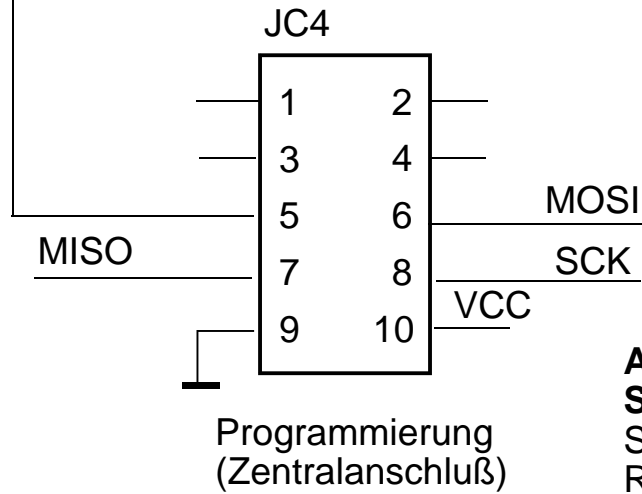 JC4
1 2
3 4
5 6 MOSI
MISO 7 8 SCK
9 10 VCC
Programmierung
(Zentralanschluß)